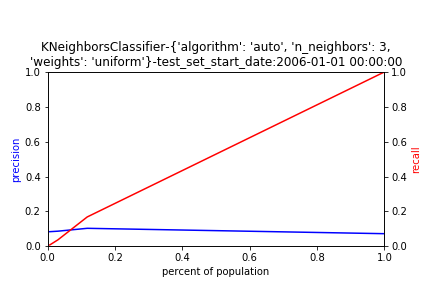 KNeighborsClassifier-{'algorithm': 'auto', 'n_neighbors': 3,
'weights': 'uniform'}-test_set_start_date:2006-01-01 00:00:00
1.0
0.8
0.6
0.4
0.2
0.0
precision
1.0
0.8
0.6
0.4
0.2
0.0
recall
0.0 0.2 0.4 0.6 0.8 1.0
percent of population